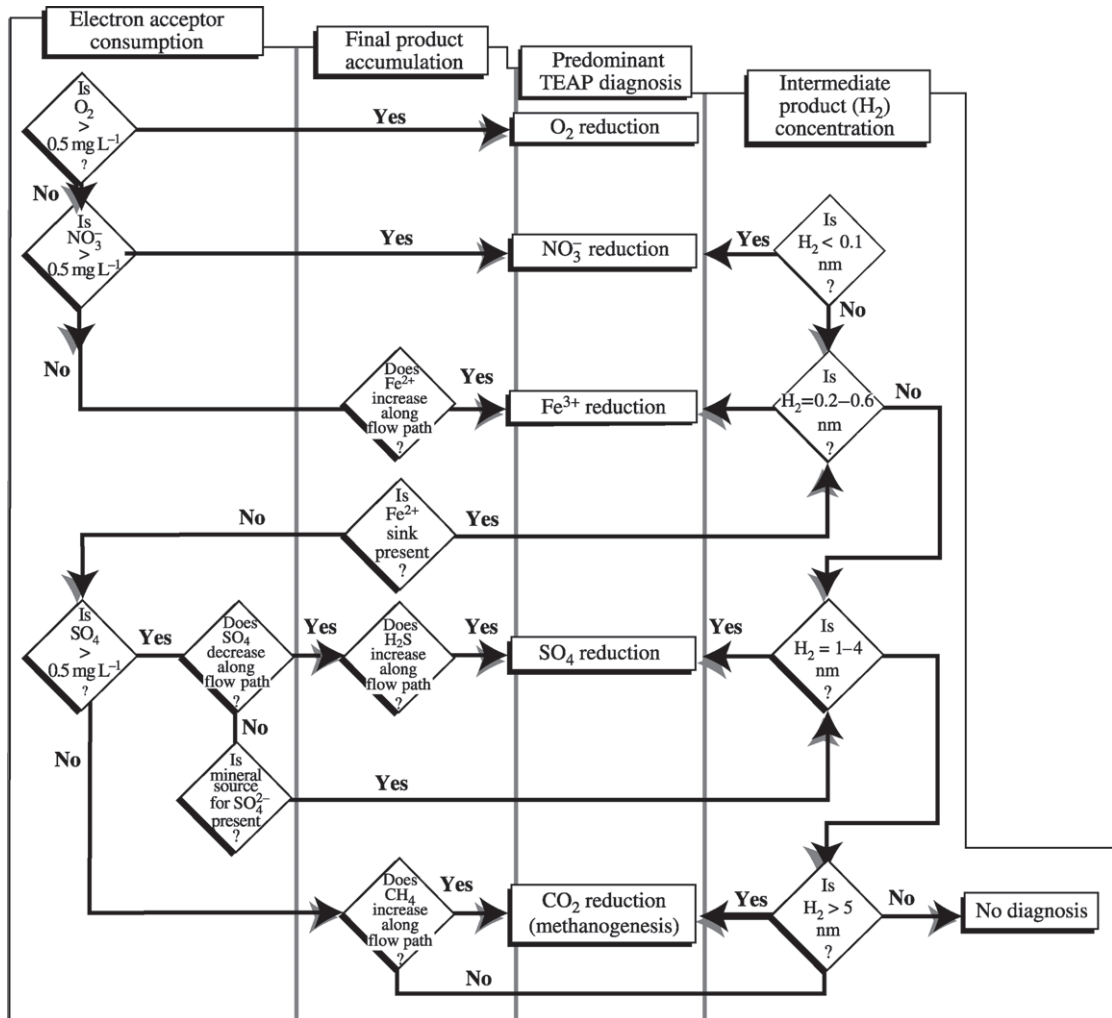 Electron acceptor
consumption
Final product
accumulation
Predominant
TEAP diagnosis
Intermediate
product (H₂)
concentration
Is
O₂
>
0.5 mg L⁻¹
?
Yes
O₂ reduction
No
Is
NO₃⁻
>
0.5 mg L⁻¹
?
Yes
NO₃⁻ reduction
Yes
Is
H₂ < 0.1
nm
?
No
No
Does
Fe²⁺
increase
along
flow path
?
Yes
Fe³⁺ reduction
Is
H₂=0.2–0.6
nm
?
No
Is
Fe²⁺
sink
present
?
No
Yes
Is
SO₄
>
0.5 mg L⁻¹
?
Yes
Does
SO₄
decrease
along
flow path
?
Yes
Does
H₂S
increase
along
flow path
?
Yes
SO₄ reduction
Yes
Is
H₂ = 1–4
nm
?
No
No
Is
mineral
source
for SO₄²⁻
present
?
Yes
Does
CH₄
increase
along
flow path
?
Yes
CO₂ reduction
(methanogenesis)
Yes
Is
H₂ > 5
nm
?
No
No diagnosis
No